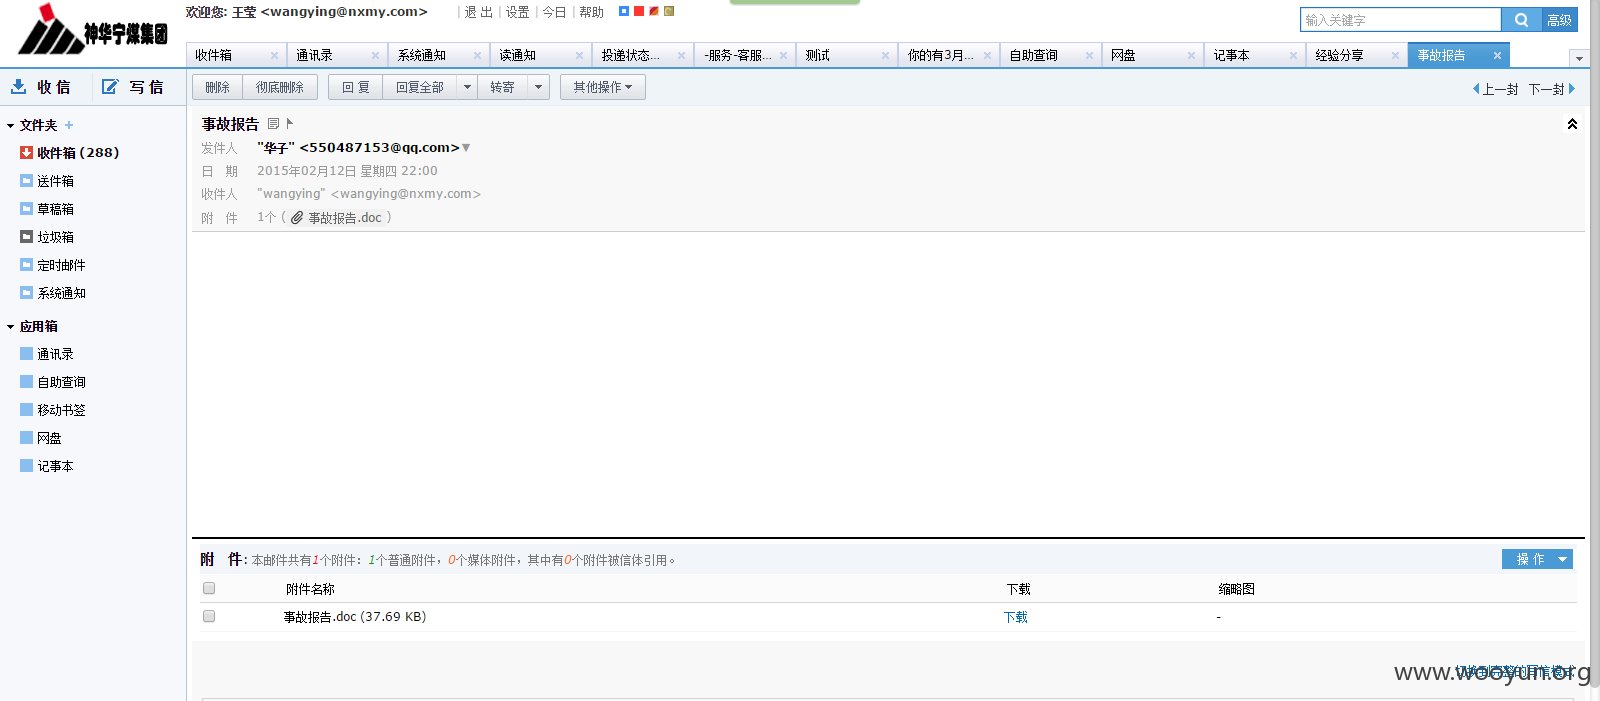 神华宁煤集团
欢迎您: 王莹 <wangying@nxmy.com> | 退 出 | 设置 | 今日 | 帮助
输入关键字 高级
收件箱 × 通讯录 × 系统通知 × 读通知 × 投递状态... × -服务-客服... × 测试 × 你的有3月... × 自助查询 × 网盘 × 记事本 × 经验分享 × 事故报告 ×
收 信 写 信
删除 彻底删除 回 复 回复全部 转寄 其他操作
上一封 下一封
文件夹 +
收件箱 (288)
送件箱
草稿箱
垃圾箱
定时邮件
系统通知
应用箱
通讯录
自助查询
移动书签
网盘
记事本
事故报告
发件人 "华子" <550487153@qq.com>
日 期 2015年02月12日 星期四 22:00
收件人 "wangying" <wangying@nxmy.com>
附 件 1个 ( 事故报告.doc )
附 件: 本邮件共有1个附件: 1个普通附件, 0个媒体附件, 其中有0个附件被信体引用。
操 作
附件名称 下载 缩略图
事故报告.doc (37.69 KB) 下载 -
切换到完整的写信模式
www.wooyun.org